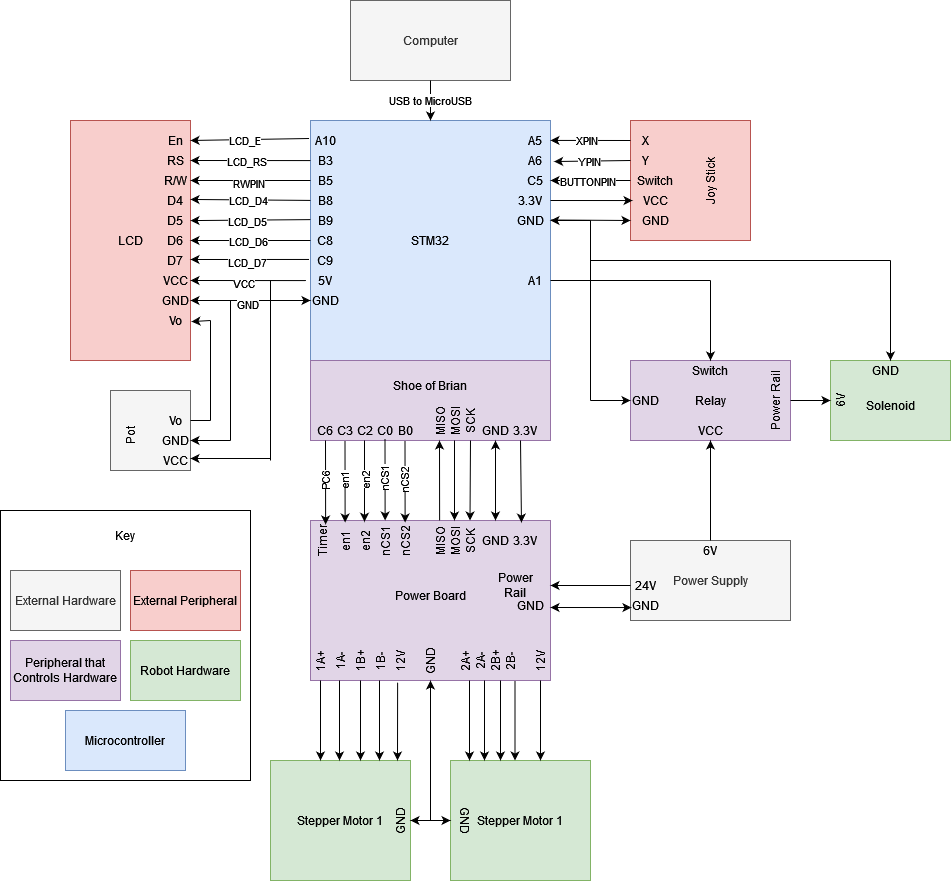 Computer
USB to MicroUSB
LCD
En
RS
R/W
D4
D5
D6
D7
VCC
GND
Vo
LCD_E
LCD_RS
RWPIN
LCD_D4
LCD_D5
LCD_D6
LCD_D7
VCC
GND
STM32
A10
B3
B5
B8
B9
C8
C9
5V
GND
A5
A6
C5
3.3V
GND
A1
XPIN
YPIN
BUTTONPIN
X
Y
Switch
VCC
GND
Joy Stick
Pot
Vo
GND
VCC
Shoe of Brian
C6 C3 C2 C0 B0 MISO MOSI SCK GND 3.3V
PC6 en1 en2 nCS1 nCS2
Switch
GND
Relay
VCC
Power Rail
GND
6V
Solenoid
Timer en1 en2 nCS1 nCS2 MISO MOSI SCK GND 3.3V
Power Board
Power
Rail
GND
1A+ 1A- 1B+ 1B- 12V GND 2A+ 2A- 2B+ 2B- 12V
6V
Power Supply
24V
GND
Key
External Hardware
External Peripheral
Peripheral that
Controls Hardware
Robot Hardware
Microcontroller
Stepper Motor 1
GND
GND
Stepper Motor 1